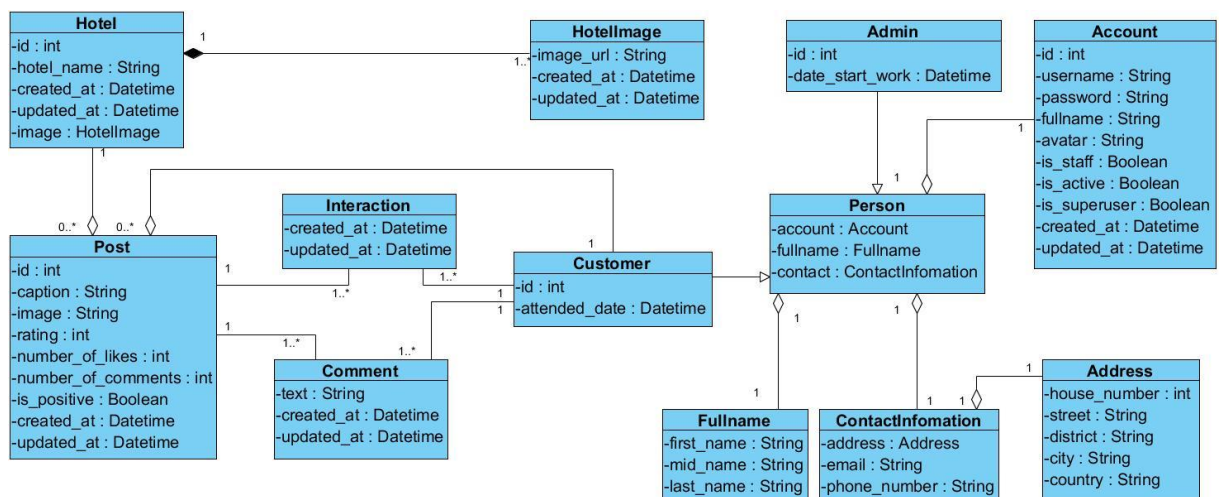 Hotel
-id : int
-hotel_name : String
-created_at : Datetime
-updated_at : Datetime
-image : HotelImage
1
1..*
HotelImage
-image_url : String
-created_at : Datetime
-updated_at : Datetime
Admin
-id : int
-date_start_work : Datetime
Account
-id : int
-username : String
-password : String
-fullname : String
-avatar : String
-is_staff : Boolean
-is_active : Boolean
-is_superuser : Boolean
-created_at : Datetime
-updated_at : Datetime
1
1
1
0..*
0..*
1
Interaction
-created_at : Datetime
-updated_at : Datetime
Person
-account : Account
-fullname : Fullname
-contact : ContactInfomation
Post
-id : int
-caption : String
-image : String
-rating : int
-number_of_likes : int
-number_of_comments : int
-is_positive : Boolean
-created_at : Datetime
-updated_at : Datetime
1
1..*
1..*
1
1
Customer
-id : int
-attended_date : Datetime
1
1..*
1..*
Comment
-text : String
-created_at : Datetime
-updated_at : Datetime
1
1
1
1
Fullname
-first_name : String
-mid_name : String
-last_name : String
ContactInfomation
-address : Address
-email : String
-phone_number : String
1
1
Address
-house_number : int
-street : String
-district : String
-city : String
-country : String